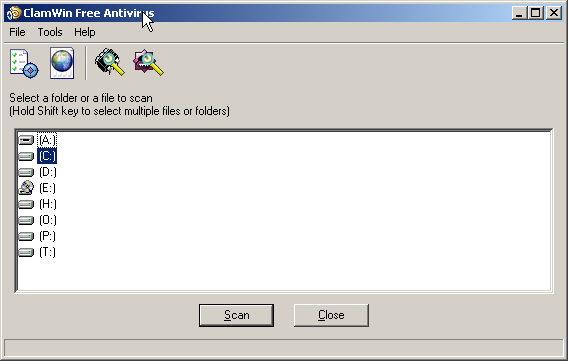 ClamWin Free Antivirus
File Tools Help
Select a folder or a file to scan
(Hold Shift key to select multiple files or folders)
(A:)
(C:)
(D:)
(E:)
(H:)
(O:)
(P:)
(T:)
Scan Close